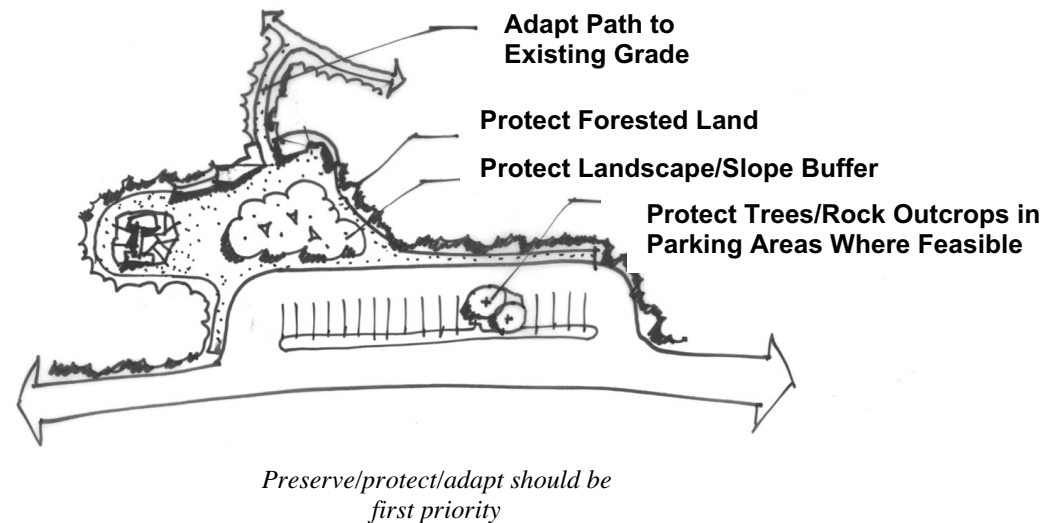 Adapt Path to
Existing Grade
Protect Forested Land
Protect Landscape/Slope Buffer
Protect Trees/Rock Outcrops in
Parking Areas Where Feasible
Preserve/protect/adapt should be
first priority